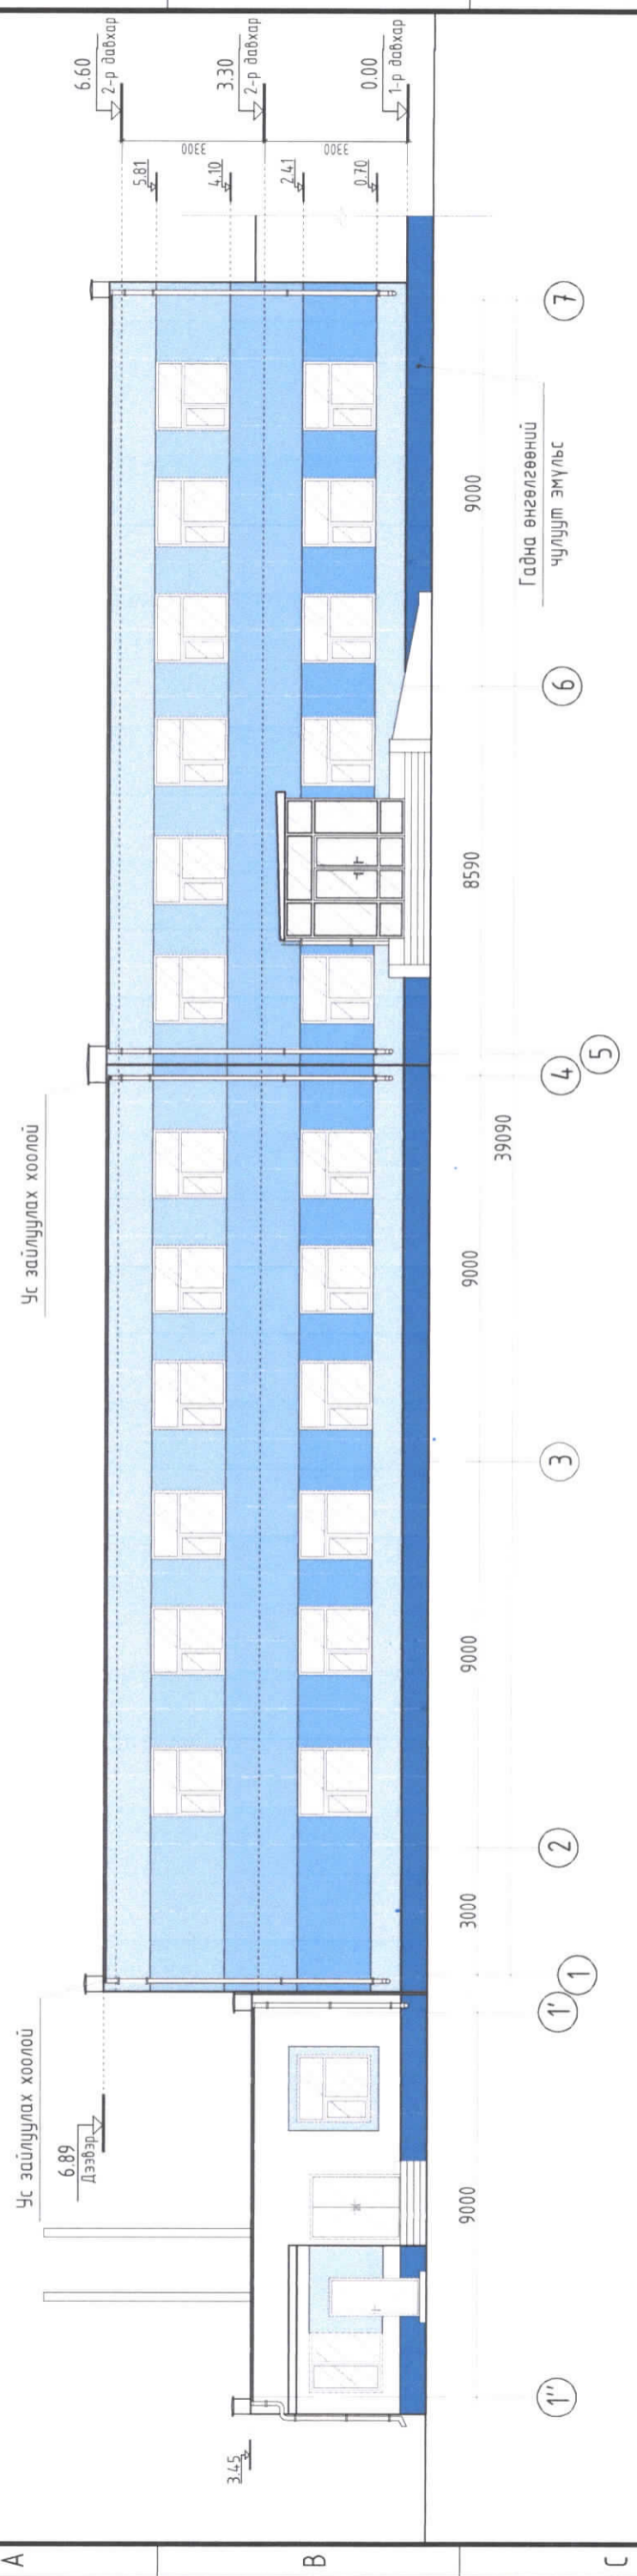 A
B
C
Ус зайлуулах хоолой
Ус зайлуулах хоолой
6.89
Дээвэр
3.45
6.60
2-р давхар
3.30
2-р давхар
0.00
1-р давхар
3300
3300
5.81
4.10
2.41
0.70
Гадна өнгөлгөөний
чулуут эмульс
9000
3000
9000
9000
8590
9000
39090
1''
1'
1
2
3
4
5
6
7